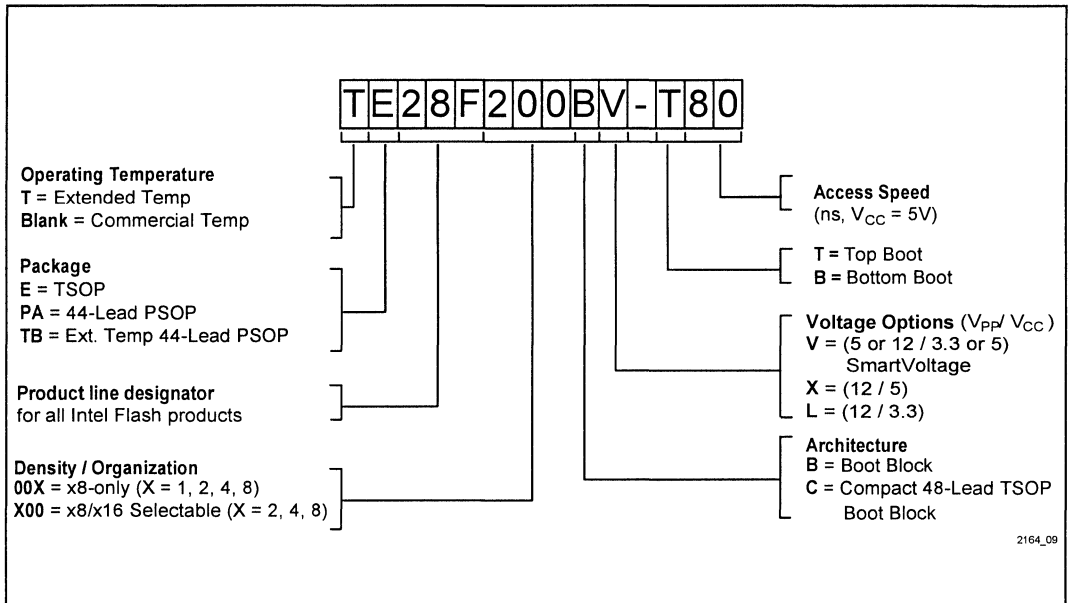 TE28F200BV-T80
Operating Temperature
T = Extended Temp
Blank = Commercial Temp
Package
E = TSOP
PA = 44-Lead PSOP
TB = Ext. Temp 44-Lead PSOP
Product line designator
for all Intel Flash products
Density / Organization
00X = x8-only (X = 1, 2, 4, 8)
X00 = x8/x16 Selectable (X = 2, 4, 8)
Access Speed
(ns, VCC = 5V)
T = Top Boot
B = Bottom Boot
Voltage Options (VPP/ VCC )
V = (5 or 12 / 3.3 or 5)
SmartVoltage
X = (12 / 5)
L = (12 / 3.3)
Architecture
B = Boot Block
C = Compact 48-Lead TSOP
Boot Block
2164_09